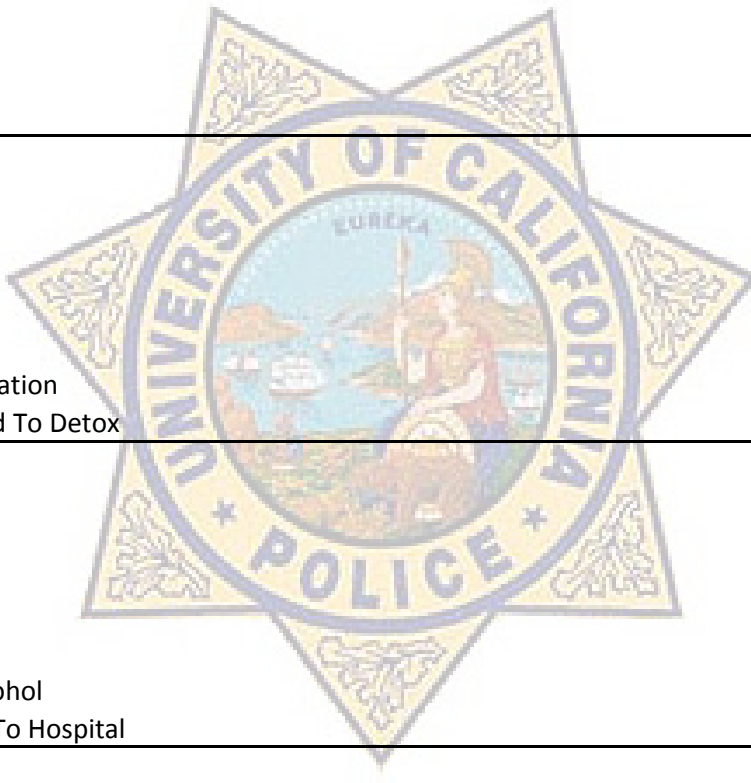 UNIVERSITY OF CALIFORNIA
EUREKA
ation
d To Detox
POLICE
ohol
To Hospital